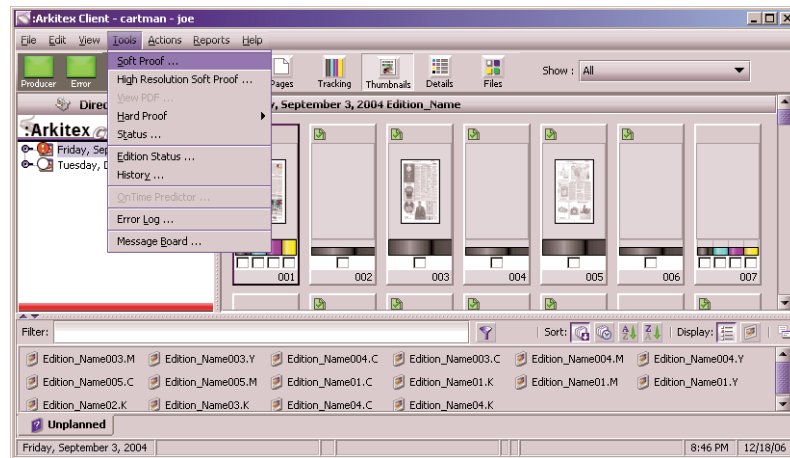 :Arkitex Client - cartman - joe
File Edit View Tools Actions Reports Help
Soft Proof ...
High Resolution Soft Proof ...
View PDF ...
Hard Proof
Status ...
Edition Status ...
History ...
OnTime Predictor ...
Error Log ...
Message Board ...
Producer Error Pages Tracking Thumbnails Details Files Show : All
Direc , September 3, 2004 Edition_Name
:Arkitex
Friday, Sep
Tuesday, D
001 002 003 004 005 006 007
Filter: Sort: Display:
Edition_Name003.M Edition_Name003.Y Edition_Name004.C Edition_Name003.C Edition_Name004.M Edition_Name004.Y
Edition_Name005.C Edition_Name005.M Edition_Name01.C Edition_Name01.K Edition_Name01.M Edition_Name01.Y
Edition_Name02.K Edition_Name03.K Edition_Name04.C Edition_Name04.K
Unplanned
Friday, September 3, 2004 8:46 PM 12/18/06